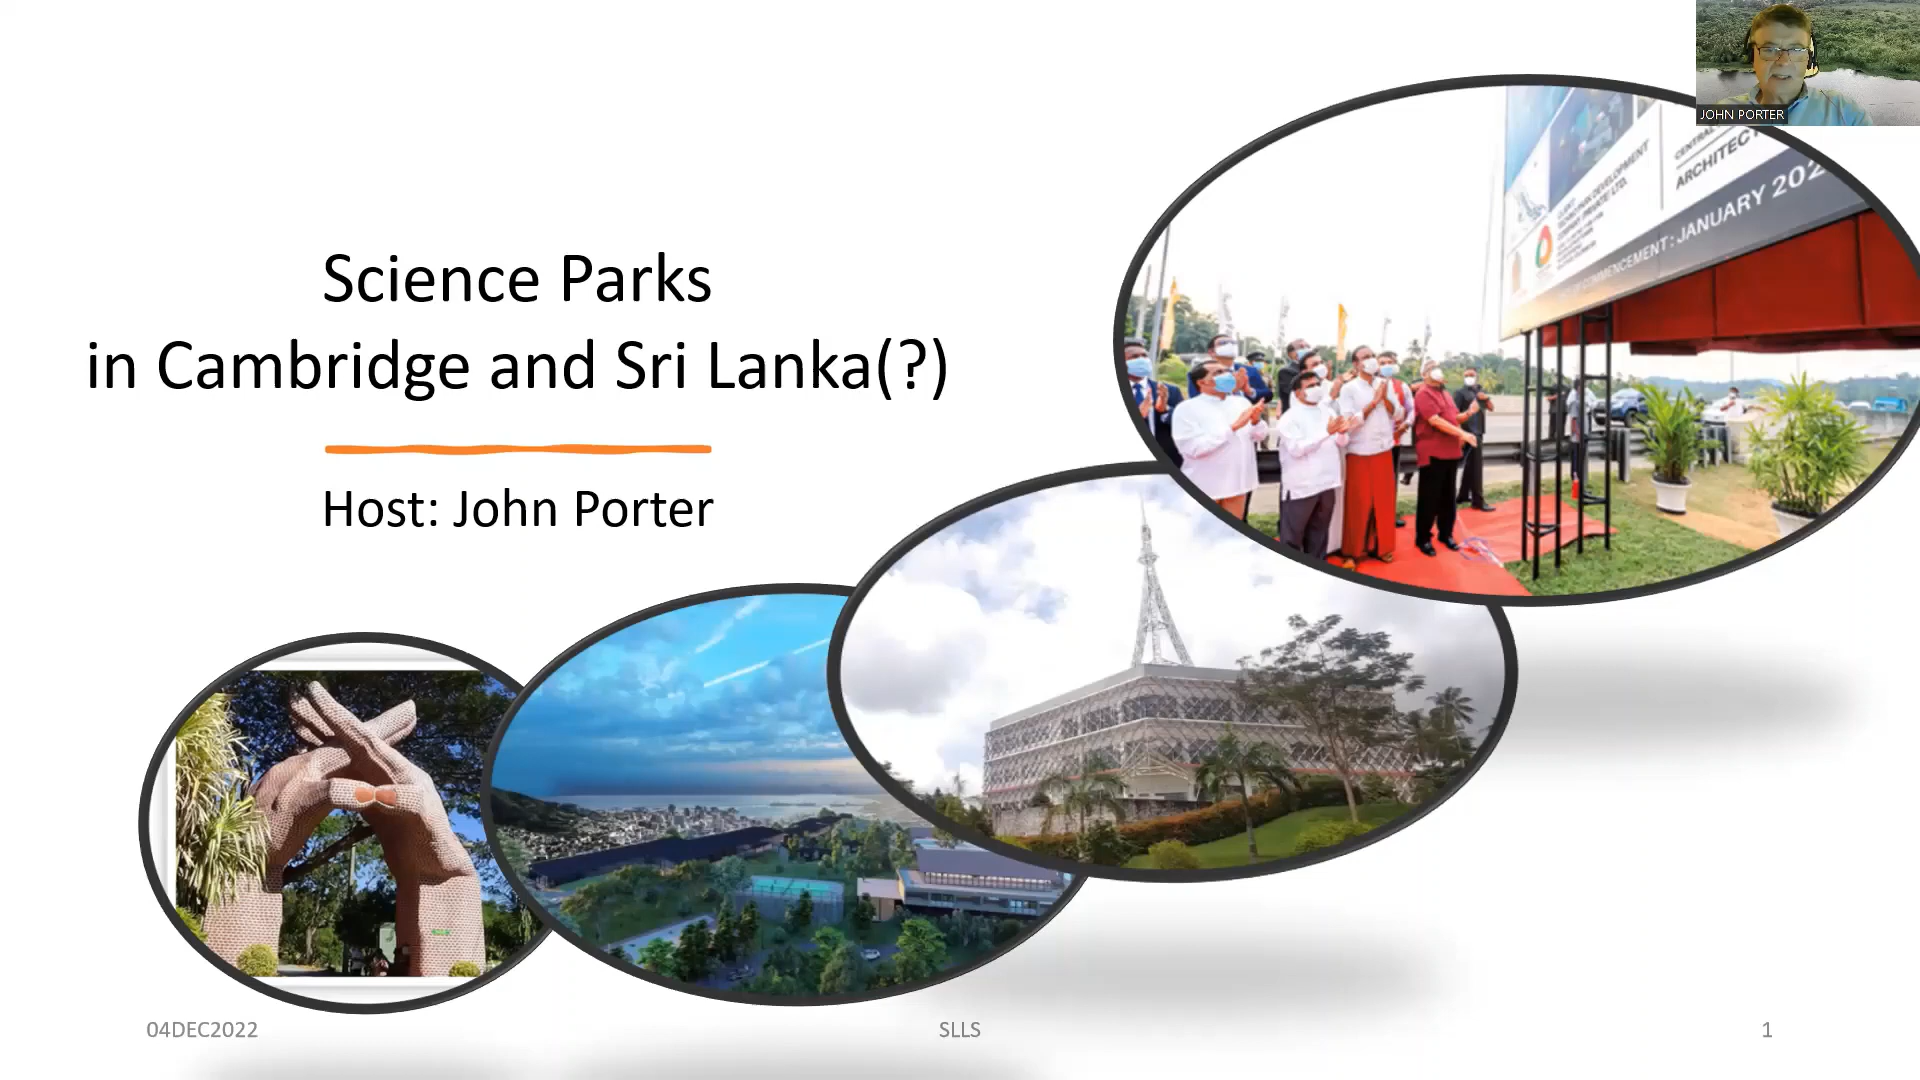 JOHN PORTER
Science Parks
in Cambridge and Sri Lanka(?)
Host: John Porter
ARCHITECT
COMMENCEMENT: JANUARY 202
04DEC2022
SLLS
1